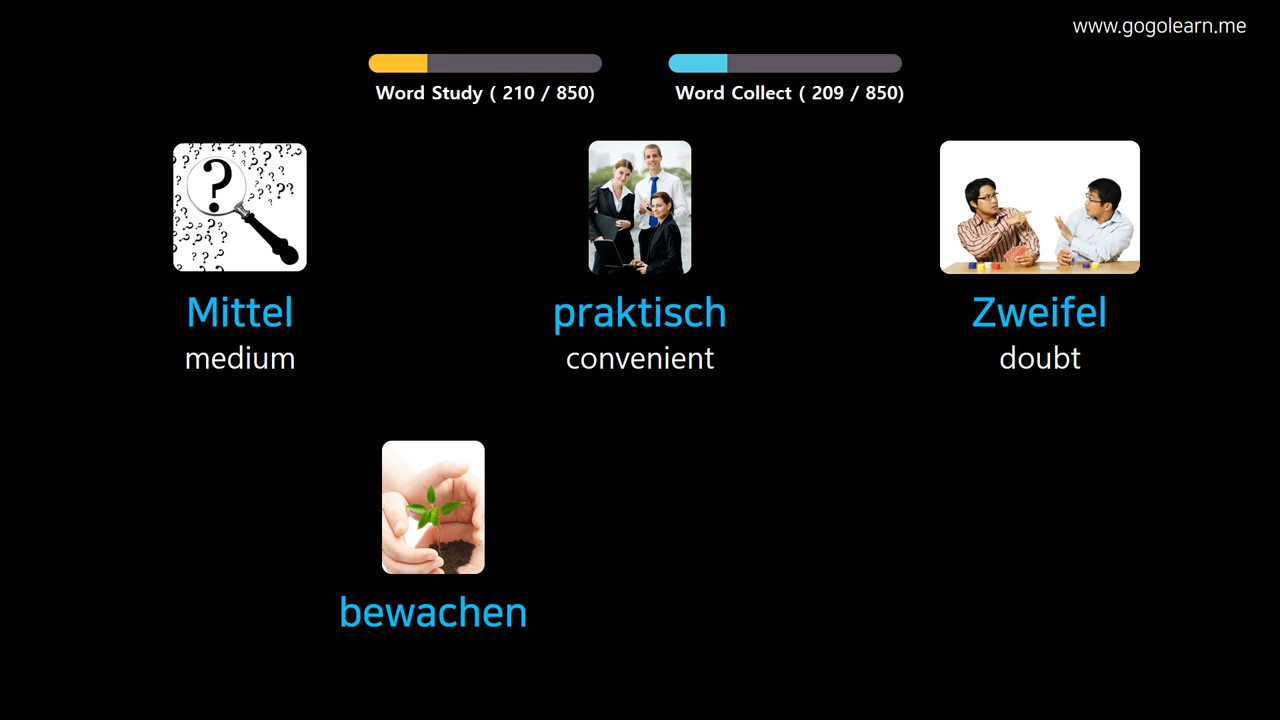 www.gogolearn.me
Word Study ( 210 / 850)
Word Collect ( 209 / 850)
Mittel
medium
praktisch
convenient
Zweifel
doubt
bewachen